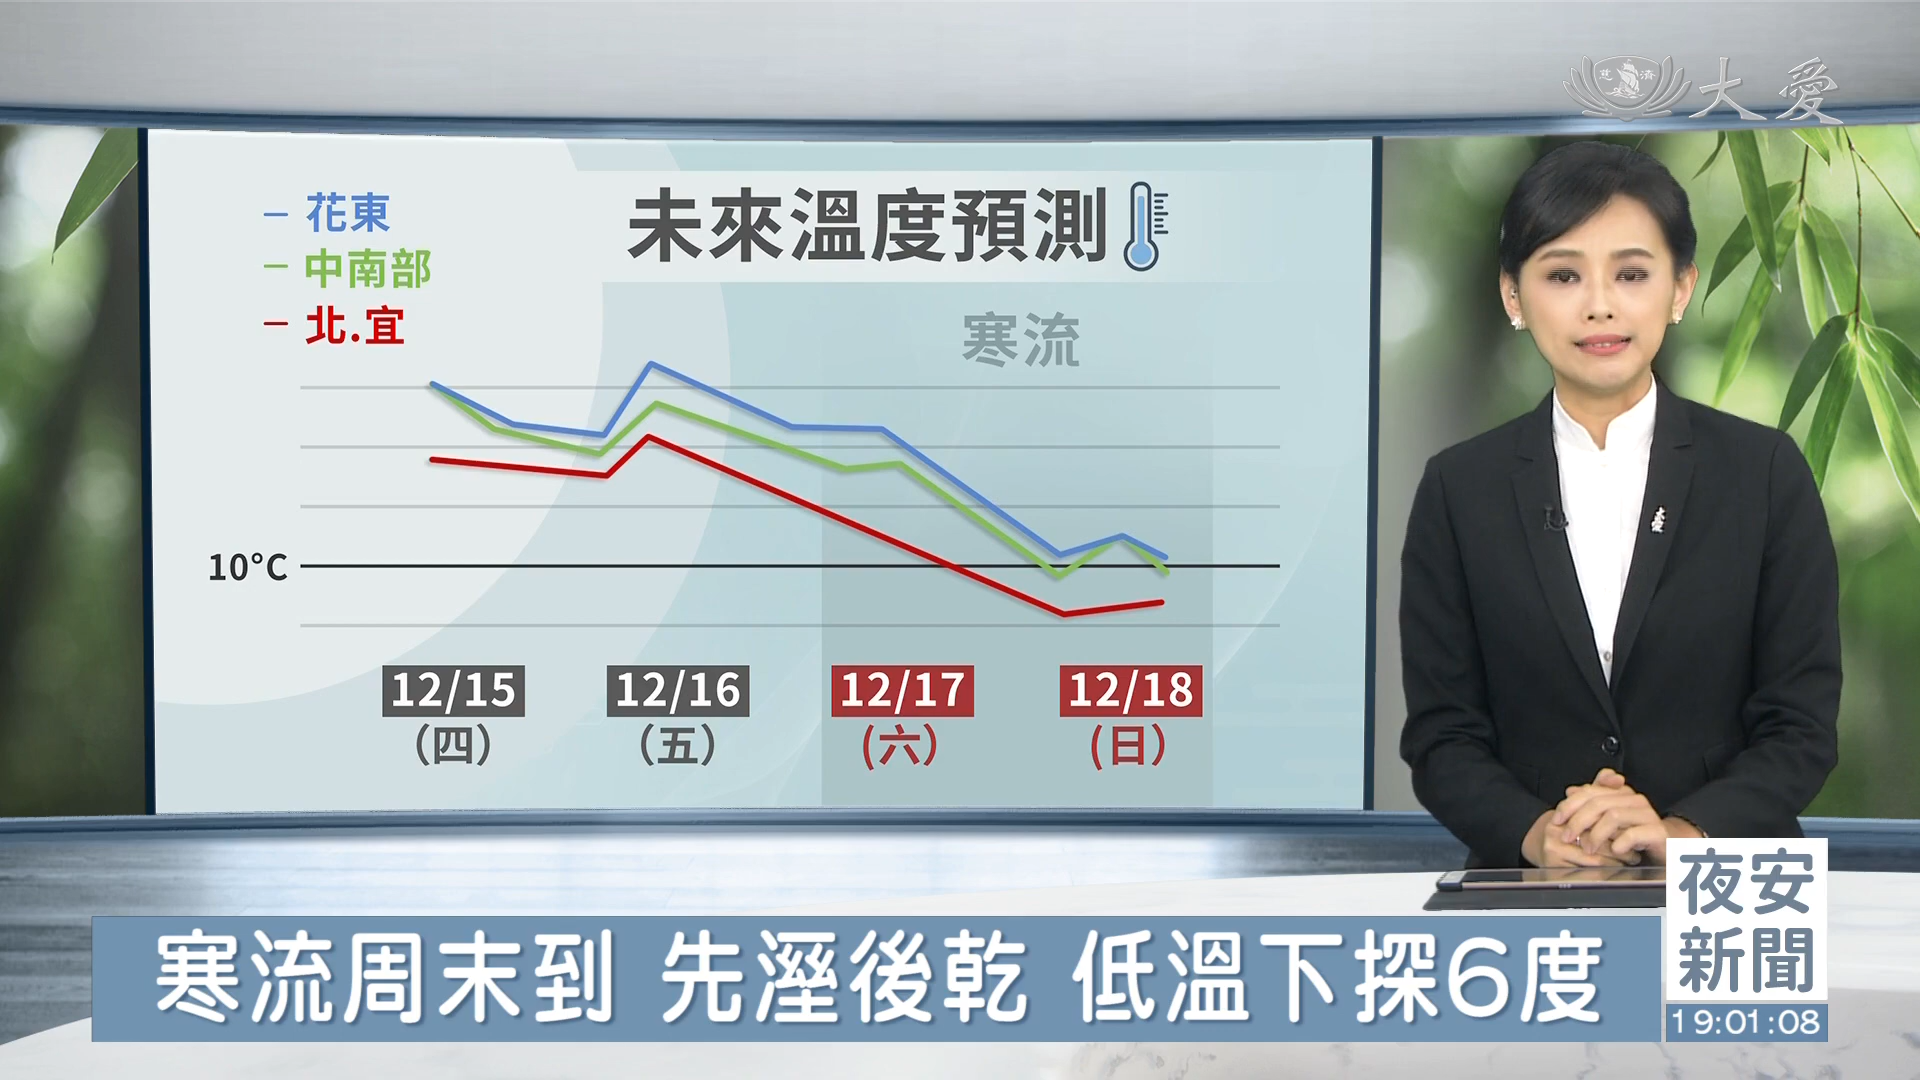 慈濟
大愛
未來溫度預測
花東
中南部
北.宜
寒流
10°C
12/15
12/16
12/17
12/18
(四)
(五)
(六)
(日)
夜安
新聞
寒流周末到 先溼後乾 低溫下探6度
19:01:08